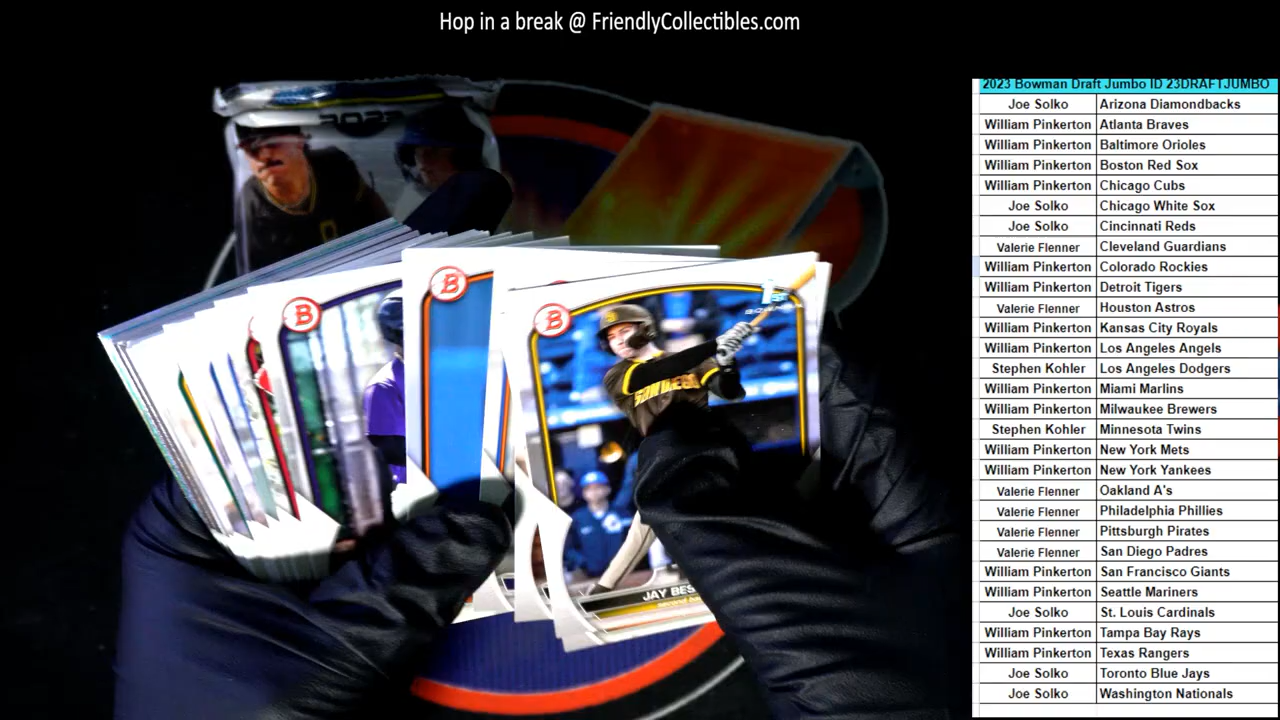 Hop in a break @ FriendlyCollectibles.com
2023 Bowman Draft Jumbo ID 23DRAFTJUMBO
Joe Solko Arizona Diamondbacks
William Pinkerton Atlanta Braves
William Pinkerton Baltimore Orioles
William Pinkerton Boston Red Sox
William Pinkerton Chicago Cubs
Joe Solko Chicago White Sox
Joe Solko Cincinnati Reds
Valerie Flenner Cleveland Guardians
William Pinkerton Colorado Rockies
William Pinkerton Detroit Tigers
Valerie Flenner Houston Astros
William Pinkerton Kansas City Royals
William Pinkerton Los Angeles Angels
Stephen Kohler Los Angeles Dodgers
William Pinkerton Miami Marlins
William Pinkerton Milwaukee Brewers
Stephen Kohler Minnesota Twins
William Pinkerton New York Mets
William Pinkerton New York Yankees
Valerie Flenner Oakland A's
Valerie Flenner Philadelphia Phillies
Valerie Flenner Pittsburgh Pirates
Valerie Flenner San Diego Padres
William Pinkerton San Francisco Giants
William Pinkerton Seattle Mariners
Joe Solko St. Louis Cardinals
William Pinkerton Tampa Bay Rays
William Pinkerton Texas Rangers
Joe Solko Toronto Blue Jays
Joe Solko Washington Nationals
2023
B
B
B
1st
BOWMAN
SAN DIEGO
JAY BES